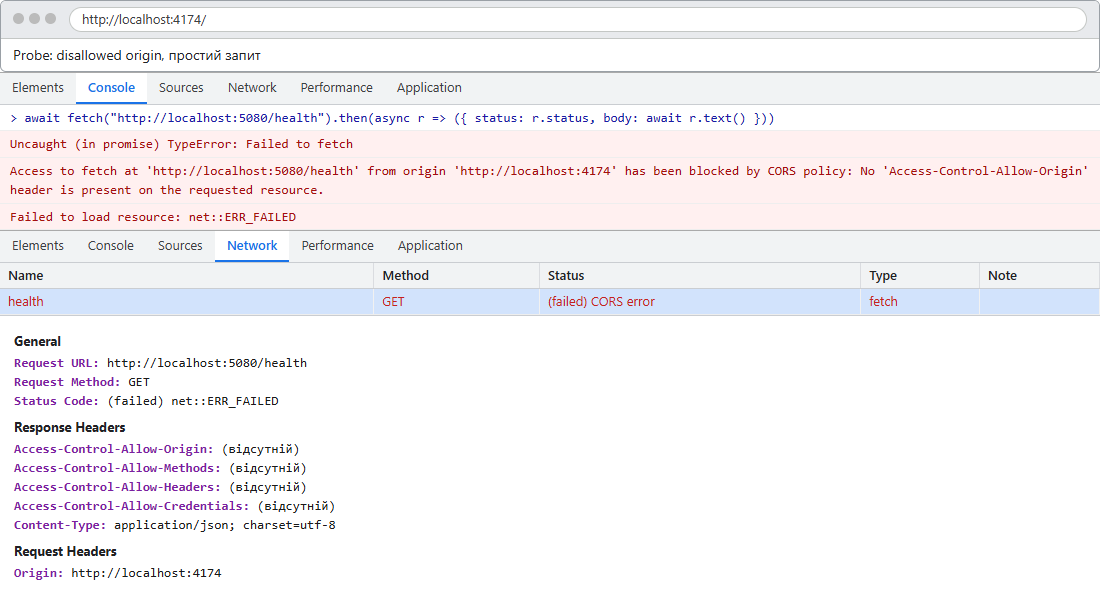 http://localhost:4174/
Probe: disallowed origin, простий запит
Elements Console Sources Network Performance Application
> await fetch("http://localhost:5080/health").then(async r => ({ status: r.status, body: await r.text() }))
Uncaught (in promise) TypeError: Failed to fetch
Access to fetch at 'http://localhost:5080/health' from origin 'http://localhost:4174' has been blocked by CORS policy: No 'Access-Control-Allow-Origin'
header is present on the requested resource.
Failed to load resource: net::ERR_FAILED
Elements Console Sources Network Performance Application
Name Method Status Type Note
health GET (failed) CORS error fetch
General
Request URL: http://localhost:5080/health
Request Method: GET
Status Code: (failed) net::ERR_FAILED
Response Headers
Access-Control-Allow-Origin: (відсутній)
Access-Control-Allow-Methods: (відсутній)
Access-Control-Allow-Headers: (відсутній)
Access-Control-Allow-Credentials: (відсутній)
Content-Type: application/json; charset=utf-8
Request Headers
Origin: http://localhost:4174